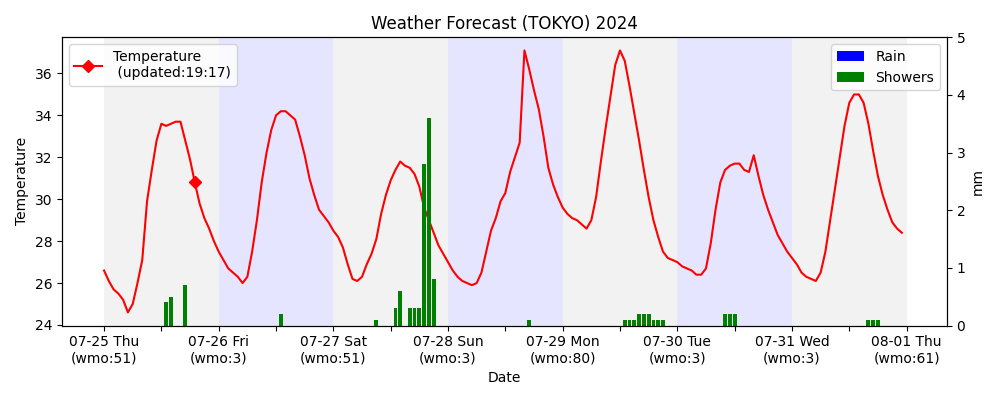 Weather Forecast (TOKYO) 2024
Temperature
(updated:19:17)
Rain
Showers
36
34
32
30
28
26
24
Temperature
5
4
3
2
1
0
mm
07-25 Thu
(wmo:51)
07-26 Fri
(wmo:3)
07-27 Sat
(wmo:51)
07-28 Sun
(wmo:3)
07-29 Mon
(wmo:80)
07-30 Tue
(wmo:3)
07-31 Wed
(wmo:3)
08-01 Thu
(wmo:61)
Date